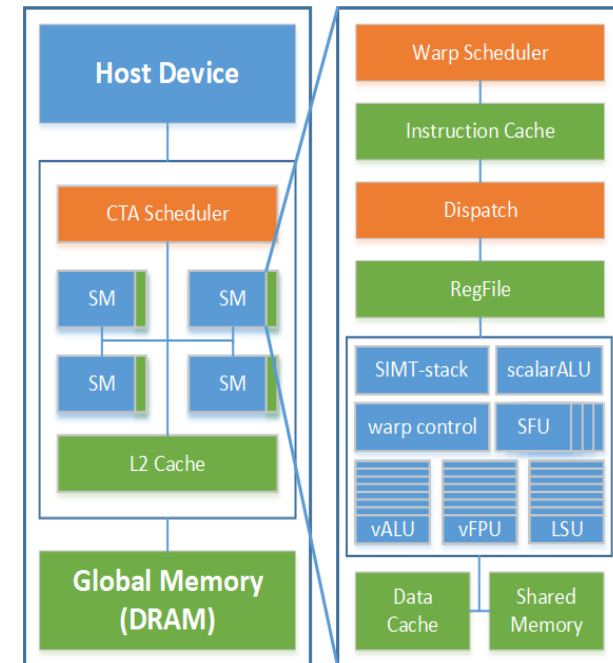 Host Device
CTA Scheduler
SM
SM
SM
SM
L2 Cache
Global Memory
(DRAM)
Warp Scheduler
Instruction Cache
Dispatch
RegFile
SIMT-stack
scalarALU
warp control
SFU
vALU
vFPU
LSU
Data
Cache
Shared
Memory